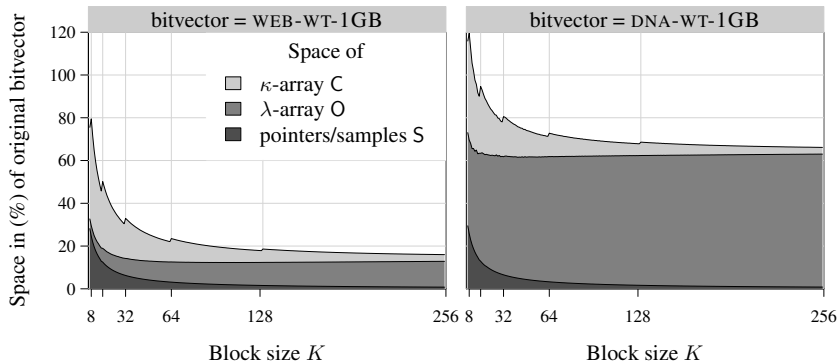 bitvector = WEB-WT-1GB
bitvector = DNA-WT-1GB
Space in (%) of original bitvector
120
100
80
60
40
20
0
Space of
κ-array C
λ-array O
pointers/samples S
8 32 64 128 256
8 32 64 128 256
Block size K
Block size K